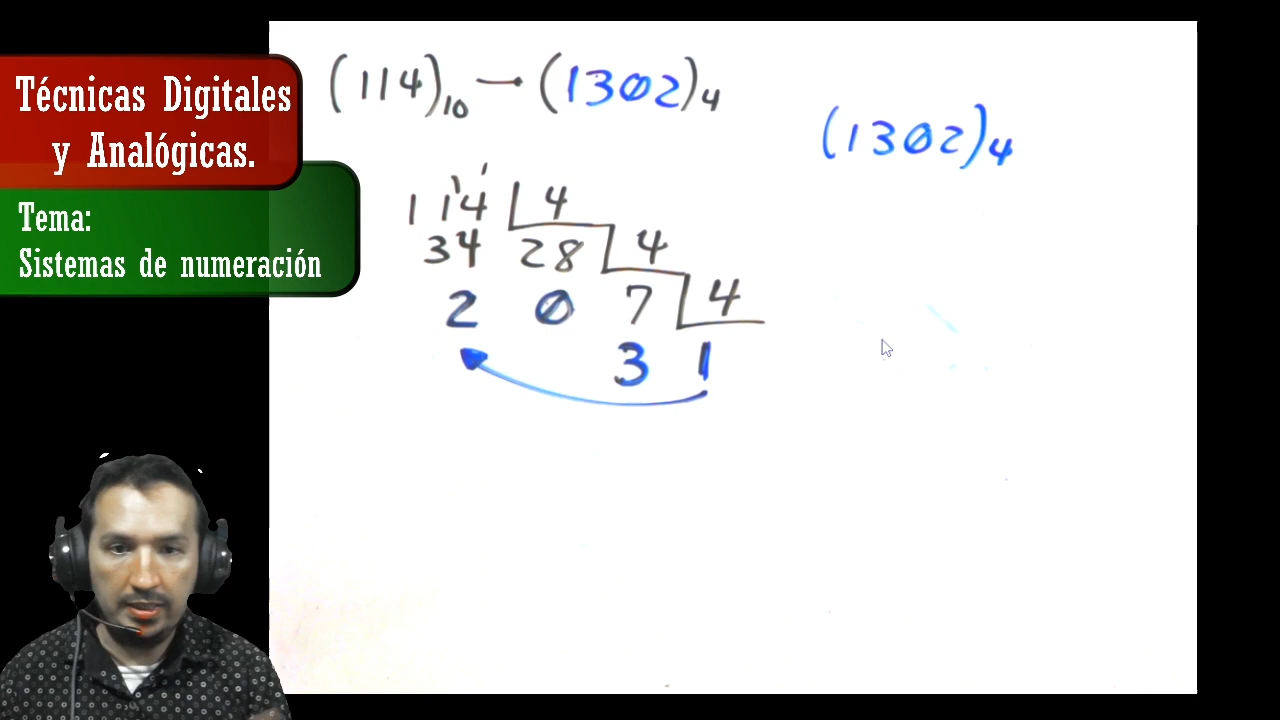 Técnicas Digitales
y Analógicas.
Tema:
Sistemas de numeración
(114)10 → (1302)4
(1302)4
114 4
34 28 4
2 0 7 4
3 1